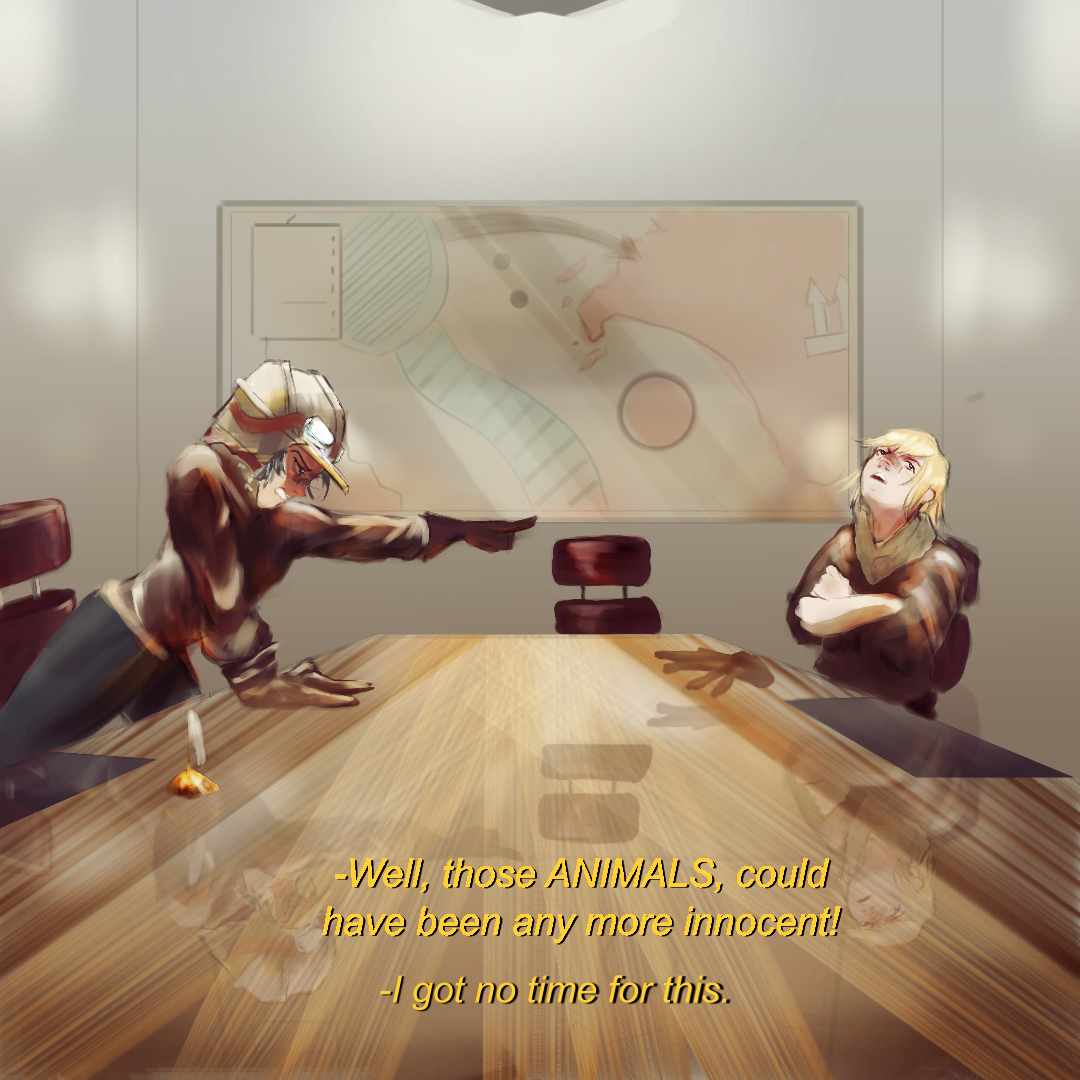 -Well, those ANIMALS, could
have been any more innocent!
-I got no time for this.